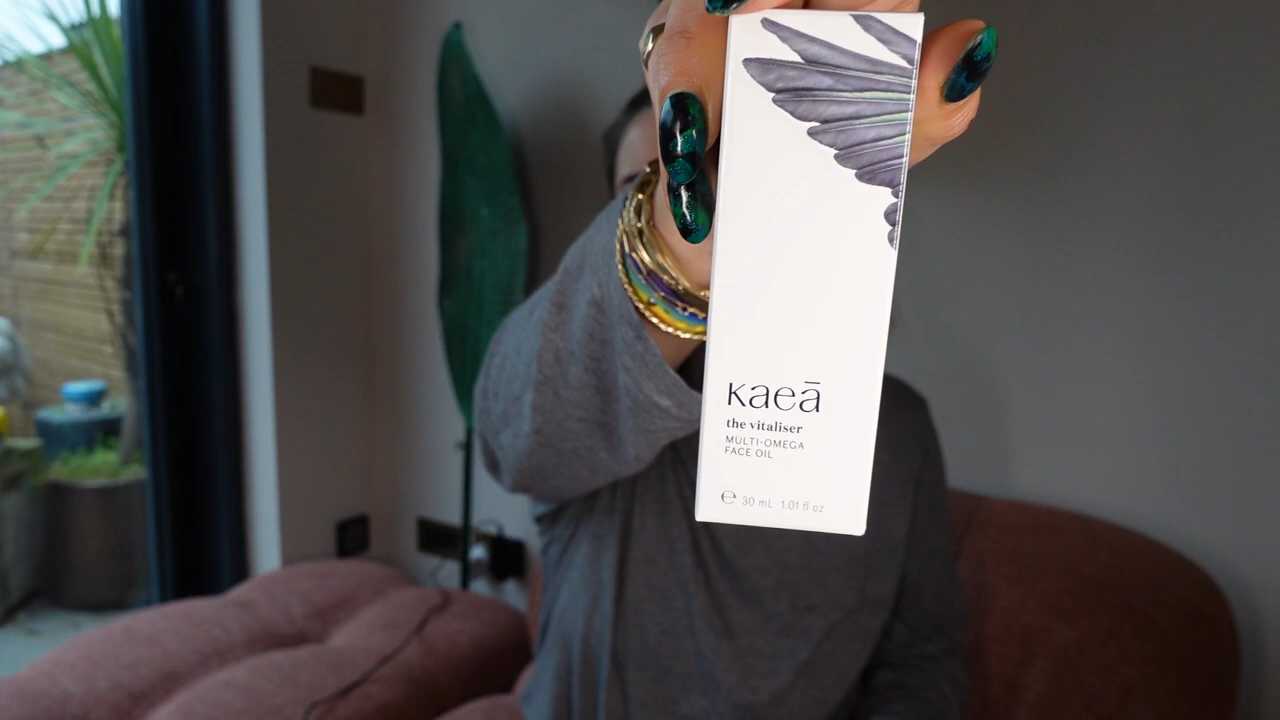 Kaeā
the vitaliser
MULTI-OMEGA
FACE OIL
℮ 30 mL 1.01 fl oz